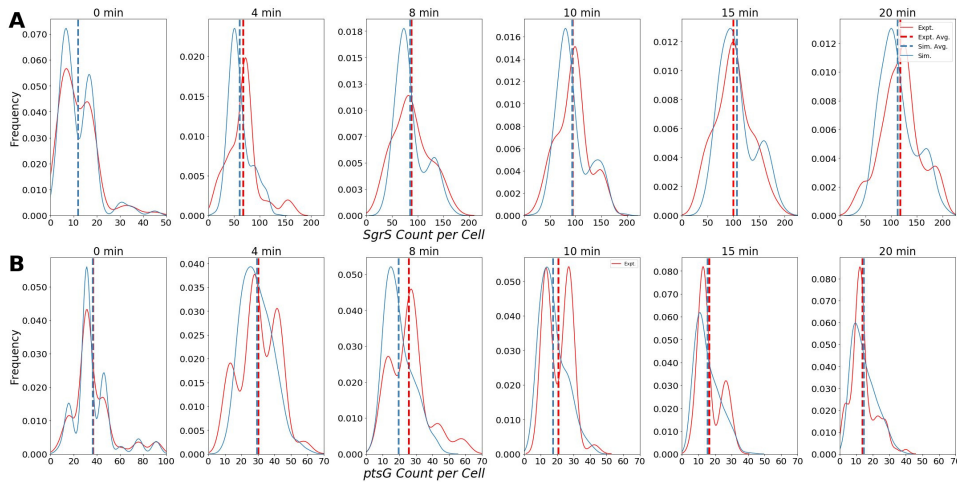 A
0 min
4 min
8 min
10 min
15 min
20 min
Expt.
Expt. Avg.
Sim. Avg.
Sim.
Frequency
0.070
0.060
0.050
0.040
0.030
0.020
0.010
0.000
0 10 20 30 40 50
0.020
0.015
0.010
0.005
0.000
50 100 150 200
0.018
0.015
0.013
0.010
0.007
0.005
0.003
0.000
50 100 150 200
0.016
0.014
0.012
0.010
0.008
0.006
0.004
0.002
0.000
50 100 150 200
0.012
0.010
0.008
0.006
0.004
0.002
0.000
0 50 100 150 200
0.014
0.012
0.010
0.008
0.006
0.004
0.002
0.000
0 50 100 150 200
SgrS Count per Cell
B
0 min
4 min
8 min
10 min
15 min
20 min
Expt.
Frequency
0.050
0.040
0.030
0.020
0.010
0.000
0 20 40 60 80 100
0.040
0.035
0.030
0.025
0.020
0.015
0.010
0.005
0.000
0 10 20 30 40 50 60 70
0.050
0.040
0.030
0.020
0.010
0.000
0 10 20 30 40 50 60 70
0.050
0.040
0.030
0.020
0.010
0.000
0 10 20 30 40 50 60 70
0.080
0.070
0.060
0.050
0.040
0.030
0.020
0.010
0.000
0 10 20 30 40 50 60 70
0.080
0.070
0.060
0.050
0.040
0.030
0.020
0.010
0.000
0 10 20 30 40 50 60 70
ptsG Count per Cell